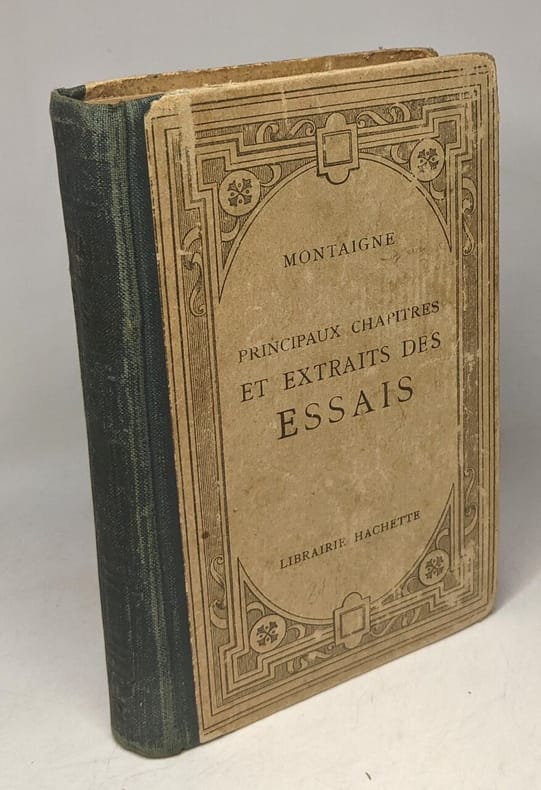 MONTAIGNE
PRINCIPAUX CHAPITRES
ET EXTRAITS DES
ESSAIS
LIBRAIRIE HACHETTE